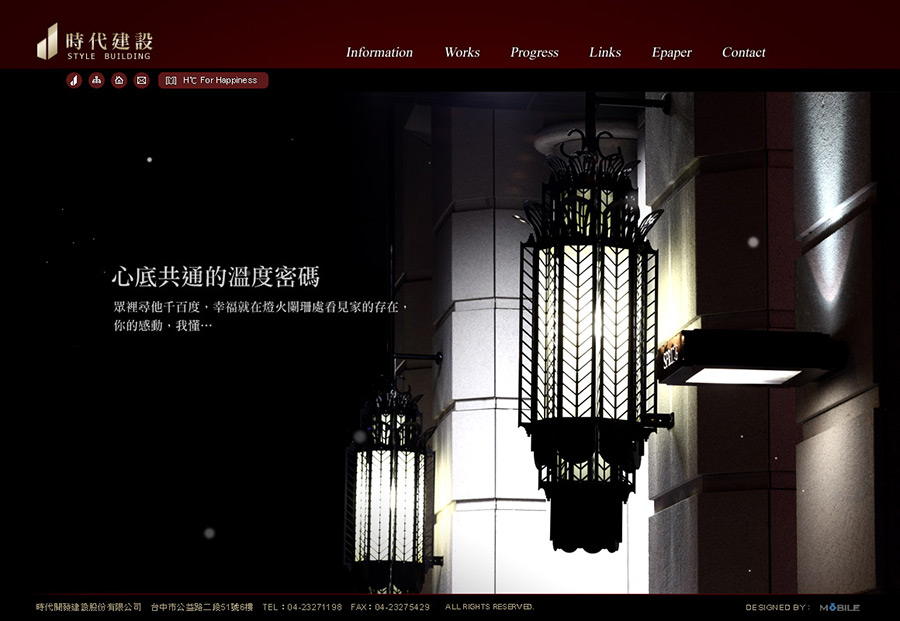 時代建設
STYLE BUILDING
Information Works Progress Links Epaper Contact
H℃ For Happiness
心底共通的溫度密碼
眾裡尋他千百度，幸福就在燈火闌珊處看見家的存在，
你的感動，我懂…
時代開發建設股份有限公司 台中市公益路二段51號6樓 TEL：04-23271198 FAX：04-23275429 ALL RIGHTS RESERVED.
DESIGNED BY： MOBILE